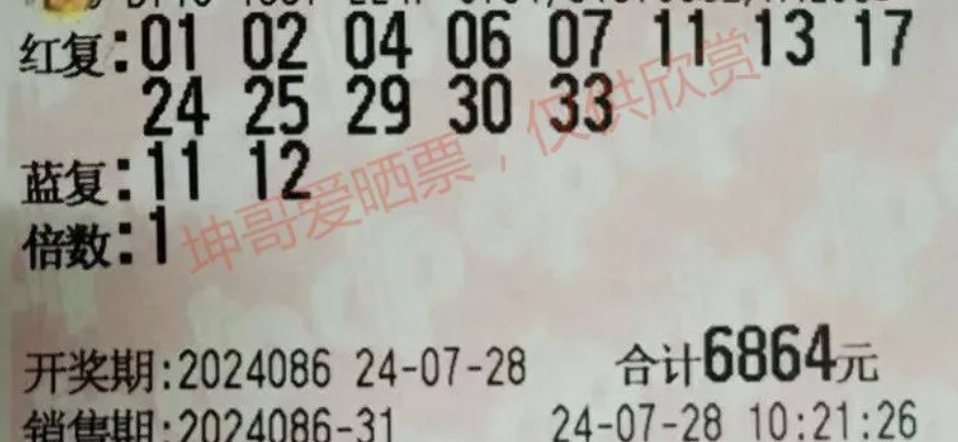 红复:01 02 04 06 07 11 13 17
24 25 29 30 33
蓝复:11 12
倍数:1
坤哥爱晒票,仅供欣赏
开奖期:2024086 24-07-28 合计6864元
销售期:2024086-31 24-07-28 10:21:26